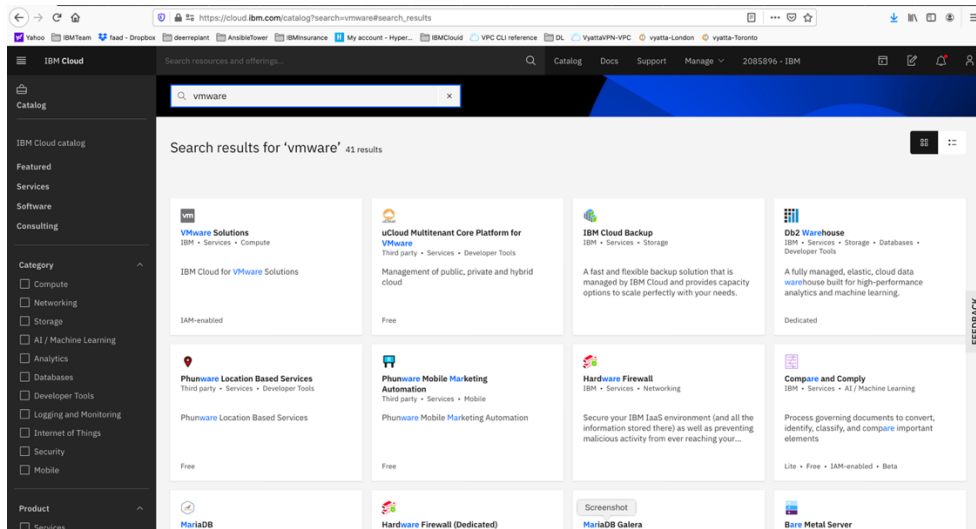 https://cloud.ibm.com/catalog?search=vmware#search_results
Yahoo IBMTeam faad - Dropbox deerreplant AnsibleTower IBMInsurance My account - Hyper... IBMClouid VPC CLI reference DL VyattaVPN-VPC vyatta-London vyatta-Toronto
IBM Cloud
Search resources and offerings...
Catalog Docs Support Manage 2085896 - IBM
Catalog
vmware
IBM Cloud catalog
Featured
Services
Software
Consulting
Category
Compute
Networking
Storage
AI / Machine Learning
Analytics
Databases
Developer Tools
Logging and Monitoring
Internet of Things
Security
Mobile
Product
Services
Search results for ‘vmware’ 41 results
vm
VMware Solutions
IBM • Services • Compute
IBM Cloud for VMware Solutions
IAM-enabled
uCloud Multitenant Core Platform for
VMware
Third party • Services • Developer Tools
Management of public, private and hybrid
cloud
Free
IBM Cloud Backup
IBM • Services • Storage
A fast and flexible backup solution that is
managed by IBM Cloud and provides capacity
options to scale perfectly with your needs.
Db2 Warehouse
IBM • Services • Storage • Databases •
Developer Tools
A fully managed, elastic, cloud data
warehouse built for high-performance
analytics and machine learning.
Dedicated
Phunware Location Based Services
Third party • Services • Developer Tools
Phunware Location Based Services
Free
Phunware Mobile Marketing
Automation
Third party • Services • Mobile
Phunware Mobile Marketing Automation
Free
Hardware Firewall
IBM • Services • Networking
Secure your IBM IaaS environment (and all the
information stored there) as well as preventing
malicious activity from ever reaching your...
Compare and Comply
IBM • Services • AI / Machine Learning
Process governing documents to convert,
identify, classify, and compare important
elements
Lite • Free • IAM-enabled • Beta
MariaDB
Hardware Firewall (Dedicated)
Screenshot
MariaDB Galera
Bare Metal Server
FEEDBACK